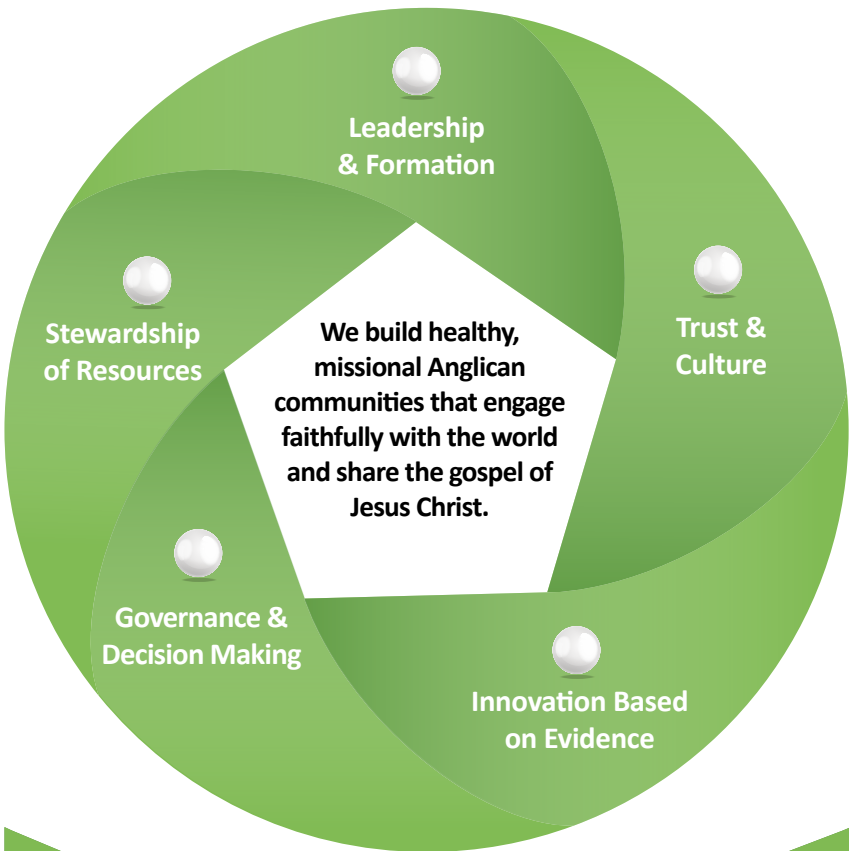 Leadership
& Formation
Trust &
Culture
Stewardship
of Resources
We build healthy,
missional Anglican
communities that engage
faithfully with the world
and share the gospel of
Jesus Christ.
Governance &
Decision Making
Innovation Based
on Evidence